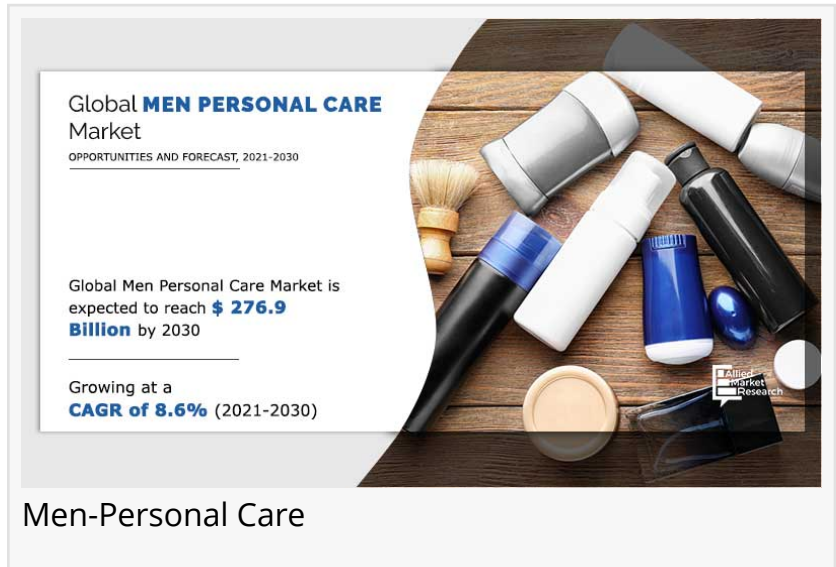 Global MEN PERSONAL CARE
Market
OPPORTUNITIES AND FORECAST, 2021-2030
Global Men Personal Care Market is
expected to reach $ 276.9
Billion by 2030
Growing at a
CAGR of 8.6% (2021-2030)
Allied
Market
Research
Men-Personal Care